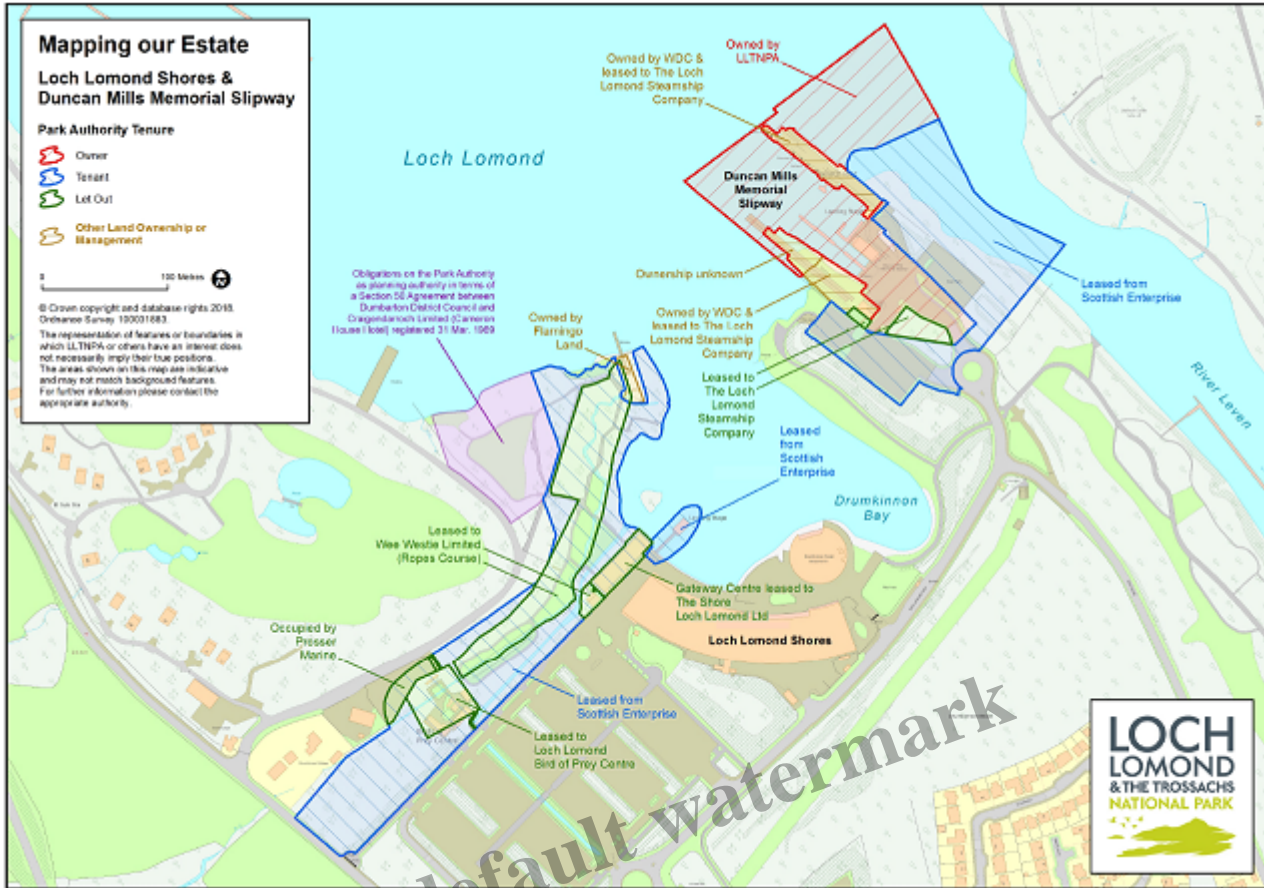 Mapping our Estate
Loch Lomond Shores &
Duncan Mills Memorial Slipway
Park Authority Tenure
Owner
Tenant
Let Out
Other Land Ownership or
Management
0 100 Metres
© Crown copyright and database rights 2018.
Ordnance Survey 100031883.
The representation of features or boundaries in
which LLTNPA or others have an interest does
not necessarily imply their true positions.
The areas shown on this map are indicative
and may not match background features.
For further information please contact the
appropriate authority.
Owned by
LLTNPA
Owned by WDC &
leased to The Loch
Lomond Steamship
Company
Loch Lomond
Duncan Mills
Memorial
Slipway
Leased from
Scottish Enterprise
Ownership unknown
Obligations on the Park Authority
as planning authority in terms of
a Section 50 Agreement between
Dumbarton District Council and
Craigendarroch Limited (Cameron
House Hotel) registered 31 Mar. 1989
Owned by
Flamingo
Land
Owned by WDC &
leased to The Loch
Lomond Steamship
Company
Leased to
The Loch
Lomond
Steamship
Company
River Leven
Leased
from
Scottish
Enterprise
Drumkinnon
Bay
Leased to
Wee Westie Limited
(Ropes Course)
Gateway Centre leased to
The Shore
Loch Lomond Ltd
Loch Lomond Shores
Occupied by
Prosser
Marine
Leased from
Scottish Enterprise
Leased to
Loch Lomond
Bird of Prey Centre
default watermark
LOCH
LOMOND
& THE TROSSACHS
NATIONAL PARK